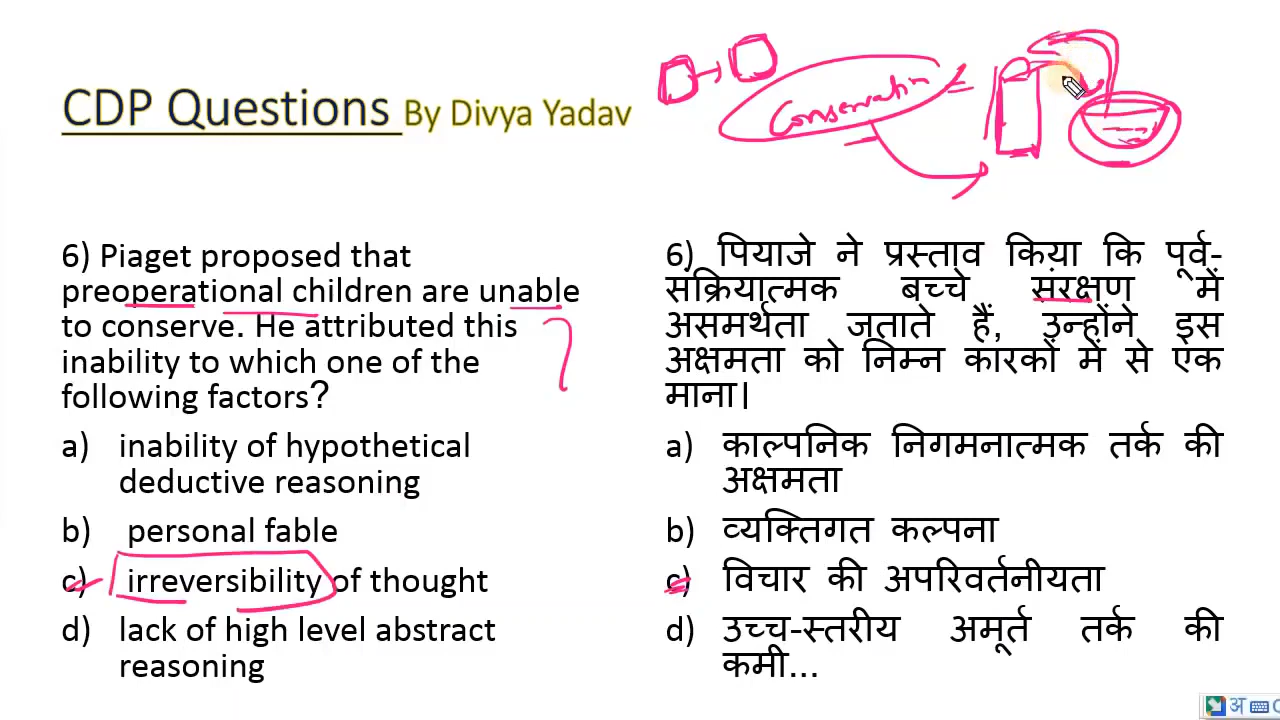 CDP Questions By Divya Yadav
Conservatin
6) Piaget proposed that
preoperational children are unable
to conserve. He attributed this
inability to which one of the
following factors?
a) inability of hypothetical
deductive reasoning
b) personal fable
c) irreversibility of thought
d) lack of high level abstract
reasoning
6) पियाजे ने प्रस्ताव किया कि पूर्व-
सक्रियात्मक बच्चे संरक्षण में
असमर्थता जताते हैं, उन्होंने इस
अक्षमता को निम्न कारकों में से एक
माना।
a) काल्पनिक निगमनात्मक तर्क की
अक्षमता
b) व्यक्तिगत कल्पना
c) विचार की अपरिवर्तनीयता
d) उच्च-स्तरीय अमूर्त तर्क की
कमी...
अ